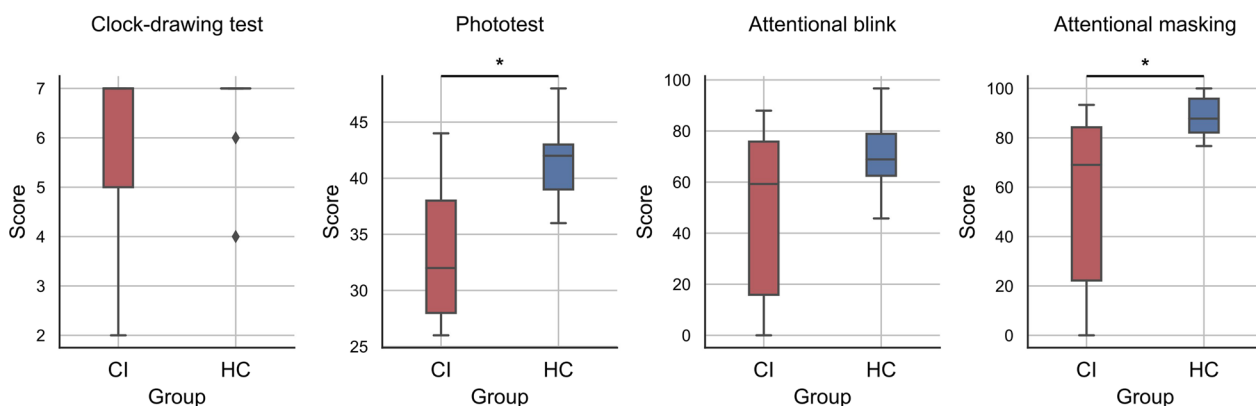 Clock-drawing test
Score
7
6
5
4
3
2
CI HC
Group
Phototest
*
Score
45
40
35
30
25
CI HC
Group
Attentional blink
Score
100
80
60
40
20
0
CI HC
Group
Attentional masking
*
Score
100
80
60
40
20
0
CI HC
Group